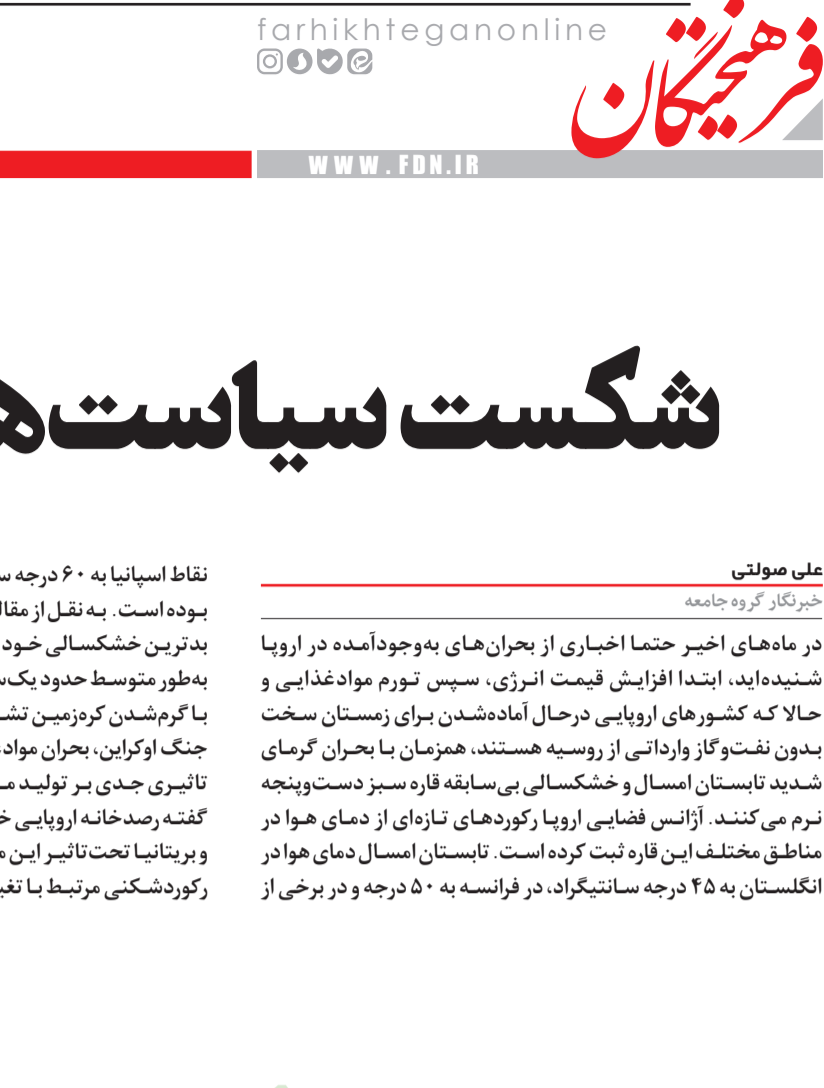 farhikhteganonline
فرهیختگان
WWW.FDN.IR
شکست سیاست‌ه
علی صولتی
خبرنگار گروه جامعه
در ماه‌های اخیر حتما اخباری از بحران‌های به‌وجودآمده در اروپا
شنیده‌اید، ابتدا افزایش قیمت انرژی، سپس تورم موادغذایی و
حالا که کشورهای اروپایی درحال آماده‌شدن برای زمستان سخت
بدون نفت‌وگاز وارداتی از روسیه هستند، همزمان با بحران گرمای
شدید تابستان امسال و خشکسالی بی‌سابقه قاره سبز دست‌وپنجه
نرم می‌کنند. آژانس فضایی اروپا رکوردهای تازه‌ای از دمای هوا در
مناطق مختلف این قاره ثبت کرده است. تابستان امسال دمای هوا در
انگلستان به ۴۵ درجه سانتیگراد، در فرانسه به ۵۰ درجه و در برخی از
نقاط اسپانیا به ۶۰ درجه س
بوده است. به نقل از مقال
بدترین خشکسالی خود
به‌طور متوسط حدود یک‌س
با گرم‌شدن کره‌زمین تش
جنگ اوکراین، بحران مواد
تاثیری جدی بر تولید م
گفته رصدخانه اروپایی خ
و بریتانیا تحت‌تاثیر این م
رکوردشکنی مرتبط با تغی